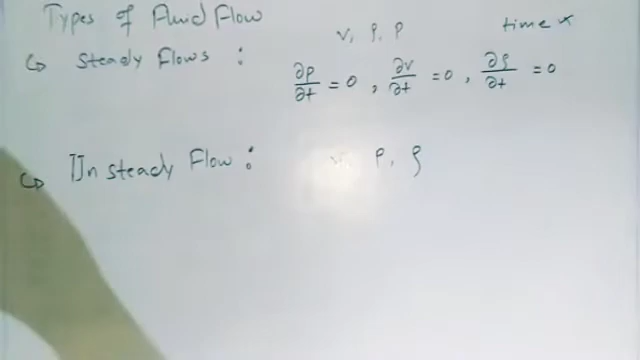 Types of Fluid Flow
v, ρ, p time ×
↪ Steady Flows : ∂p/∂t = 0 , ∂v/∂t = 0 , ∂ρ/∂t = 0
↪ Unsteady Flow : v, p, ρ